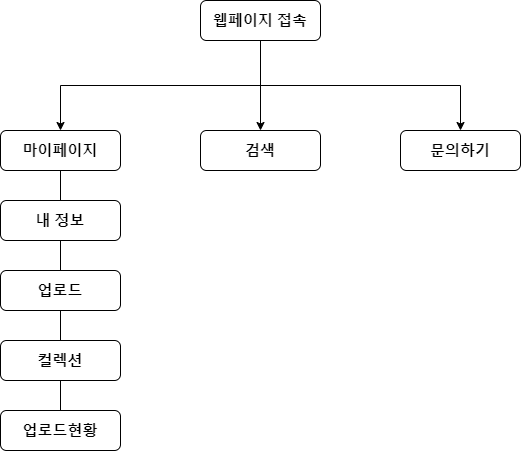 웹페이지 접속
마이페이지
검색
문의하기
내 정보
업로드
컬렉션
업로드현황